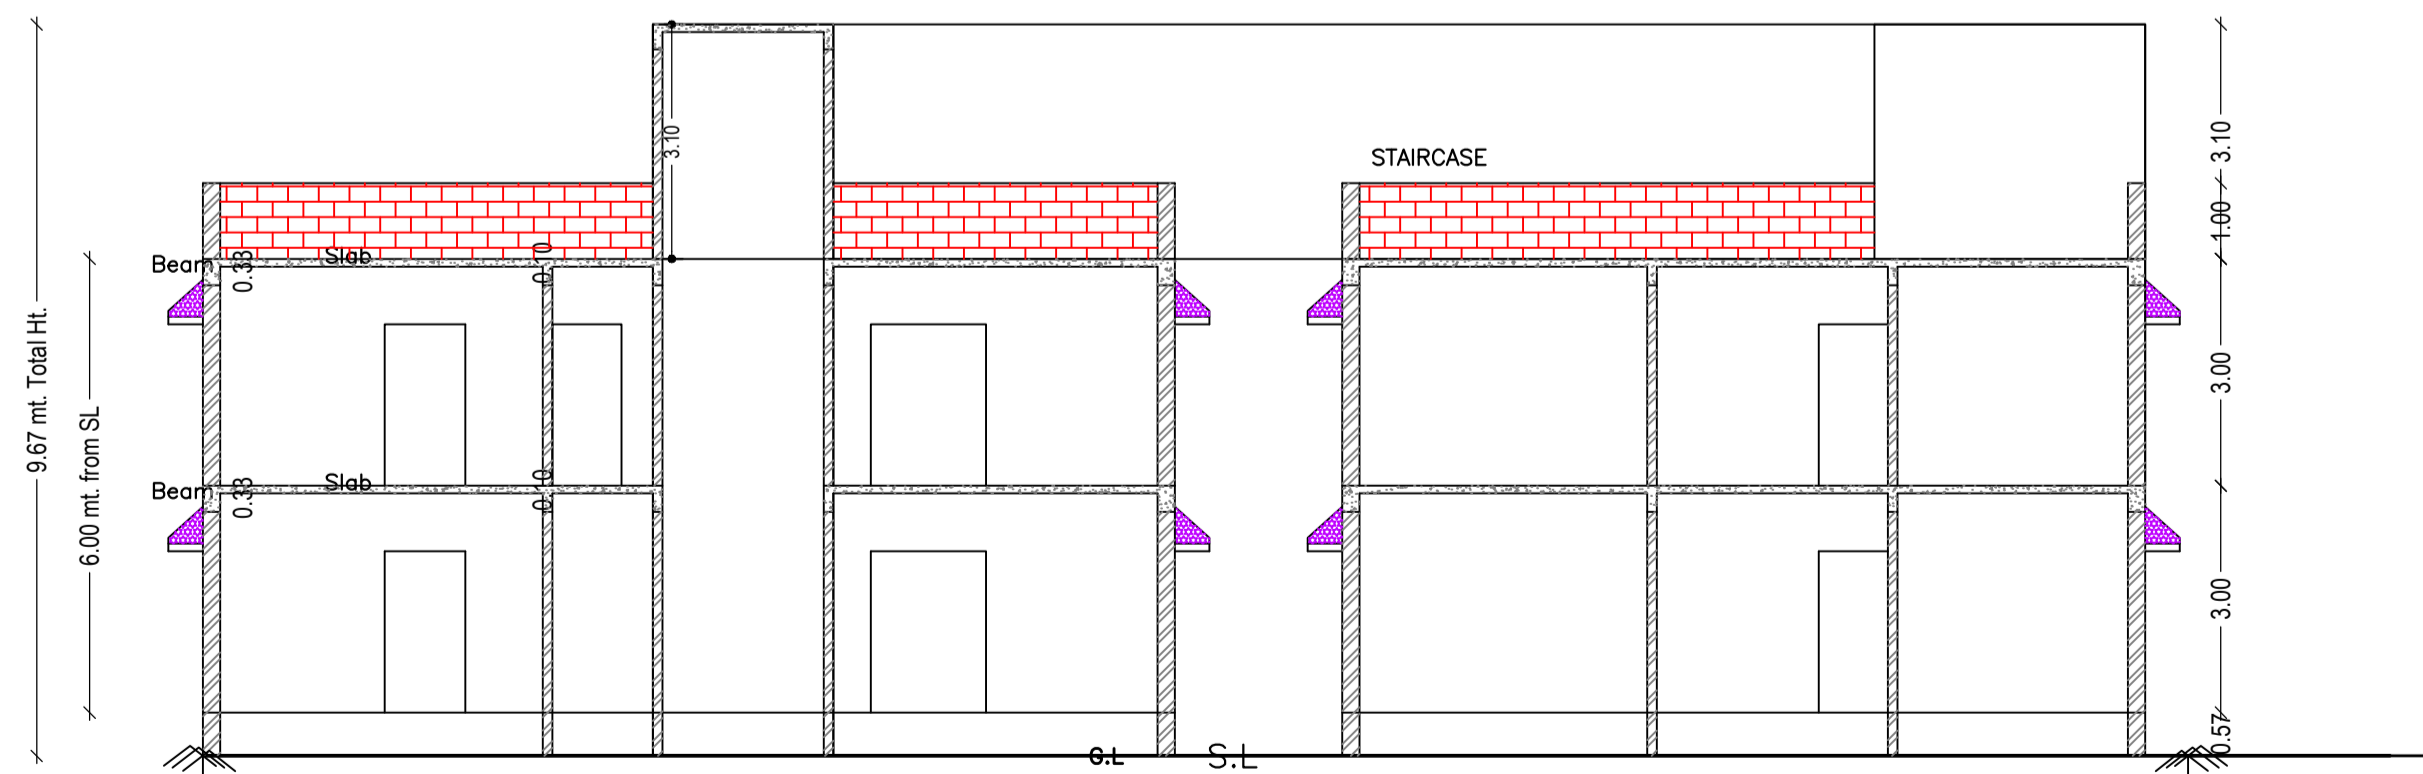 9.67 mt. Total Ht.
6.00 mt. from SL
3.10
STAIRCASE
3.10
1.00
Beam
0.33
Slab
0.10
3.00
Beam
0.33
Slab
0.10
3.00
0.57
G.L
S.L